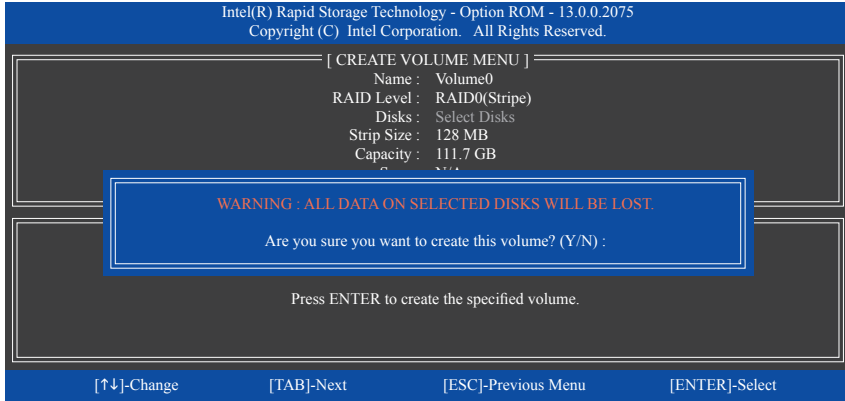 Intel(R) Rapid Storage Technology - Option ROM - 13.0.0.2075
Copyright (C) Intel Corporation. All Rights Reserved.
[ CREATE VOLUME MENU ]
Name : Volume0
RAID Level : RAID0(Stripe)
Disks : Select Disks
Strip Size : 128 MB
Capacity : 111.7 GB
WARNING : ALL DATA ON SELECTED DISKS WILL BE LOST.
Are you sure you want to create this volume? (Y/N) :
Press ENTER to create the specified volume.
[↑↓]-Change [TAB]-Next [ESC]-Previous Menu [ENTER]-Select